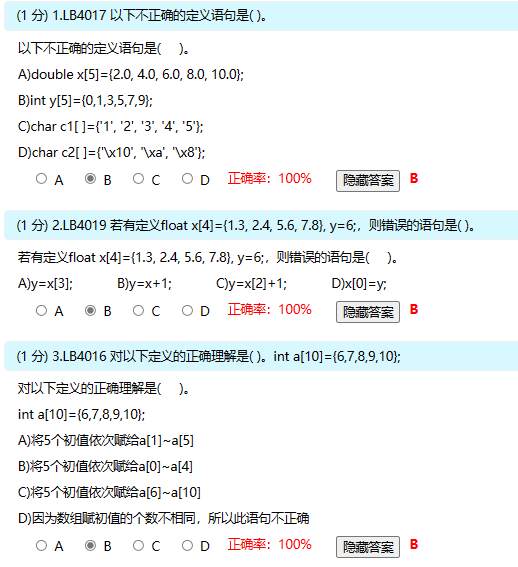 (1 分) 1.LB4017 以下不正确的定义语句是( )。
以下不正确的定义语句是( )。
A)double x[5]={2.0, 4.0, 6.0, 8.0, 10.0};
B)int y[5]={0,1,3,5,7,9};
C)char c1[ ]={'1', '2', '3', '4', '5'};
D)char c2[ ]={'\x10', '\xa', '\x8'};
A B C D 正确率：100% 隐藏答案 B
(1 分) 2.LB4019 若有定义float x[4]={1.3, 2.4, 5.6, 7.8}, y=6;，则错误的语句是( )。
若有定义float x[4]={1.3, 2.4, 5.6, 7.8}, y=6;，则错误的语句是( )。
A)y=x[3]; B)y=x+1; C)y=x[2]+1; D)x[0]=y;
A B C D 正确率：100% 隐藏答案 B
(1 分) 3.LB4016 对以下定义的正确理解是( )。int a[10]={6,7,8,9,10};
对以下定义的正确理解是( )。
int a[10]={6,7,8,9,10};
A)将5个初值依次赋给a[1]~a[5]
B)将5个初值依次赋给a[0]~a[4]
C)将5个初值依次赋给a[6]~a[10]
D)因为数组赋初值的个数不相同，所以此语句不正确
A B C D 正确率：100% 隐藏答案 B